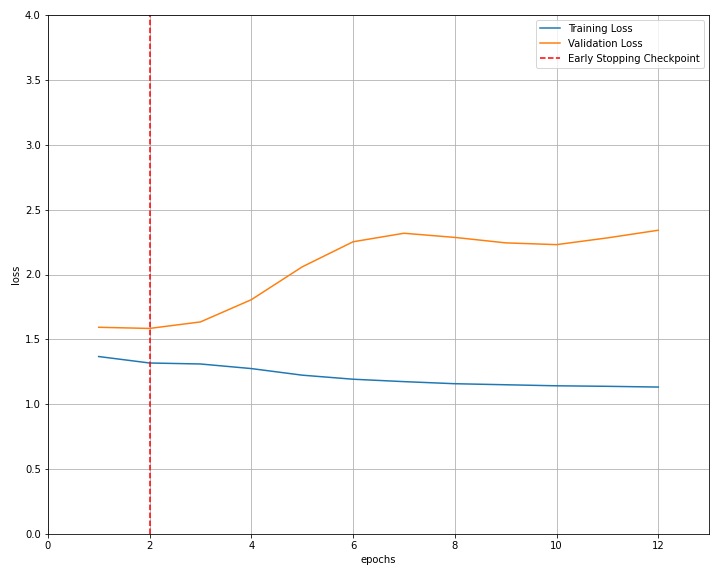 4.0
3.5
3.0
2.5
2.0
1.5
1.0
0.5
0.0
loss
Training Loss
Validation Loss
Early Stopping Checkpoint
0 2 4 6 8 10 12
epochs